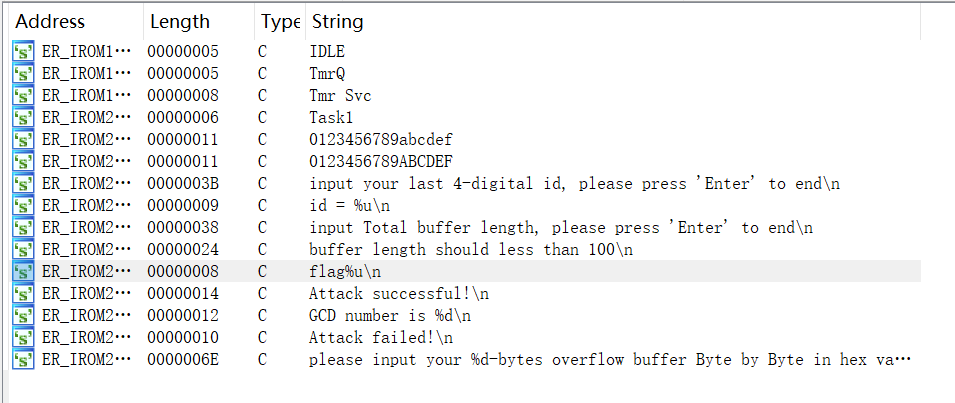 Address Length Type String
ER_IROM1… 00000005 C IDLE
ER_IROM1… 00000005 C TmrQ
ER_IROM1… 00000008 C Tmr Svc
ER_IROM2… 00000006 C Task1
ER_IROM2… 00000011 C 0123456789abcdef
ER_IROM2… 00000011 C 0123456789ABCDEF
ER_IROM2… 0000003B C input your last 4-digital id, please press 'Enter' to end\n
ER_IROM2… 00000009 C id = %u\n
ER_IROM2… 00000038 C input Total buffer length, please press 'Enter' to end\n
ER_IROM2… 00000024 C buffer length should less than 100\n
ER_IROM2… 00000008 C flag%u\n
ER_IROM2… 00000014 C Attack successful!\n
ER_IROM2… 00000012 C GCD number is %d\n
ER_IROM2… 00000010 C Attack failed!\n
ER_IROM2… 0000006E C please input your %d-bytes overflow buffer Byte by Byte in hex va…